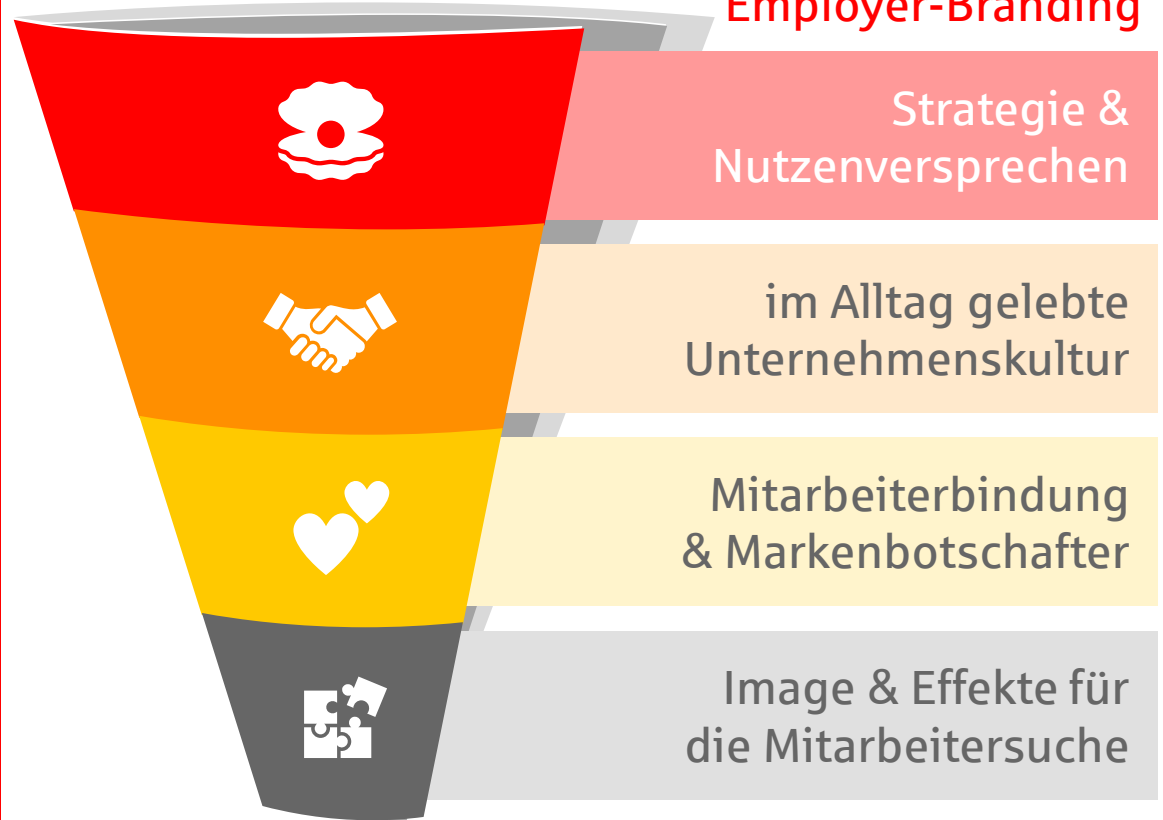 Employer-Branding
Strategie &
Nutzenversprechen
im Alltag gelebte
Unternehmenskultur
Mitarbeiterbindung
& Markenbotschafter
Image & Effekte für
die Mitarbeitersuche